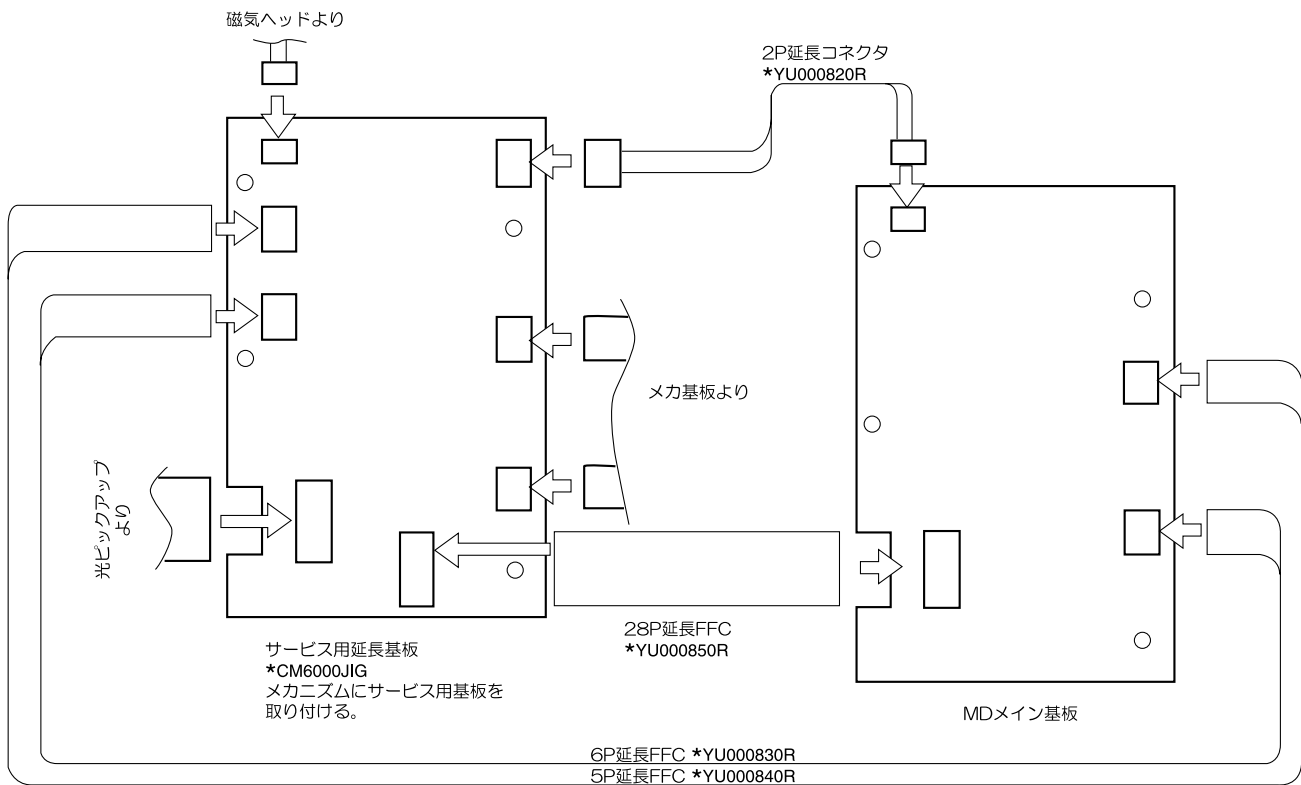 磁気ヘッドより
2P延長コネクタ
*YU000820R
メカ基板より
光ピックアップ
より
28P延長FFC
*YU000850R
サービス用延長基板
*CM6000JIG
メカニズムにサービス用基板を
取り付ける。
MDメイン基板
6P延長FFC *YU000830R
5P延長FFC *YU000840R